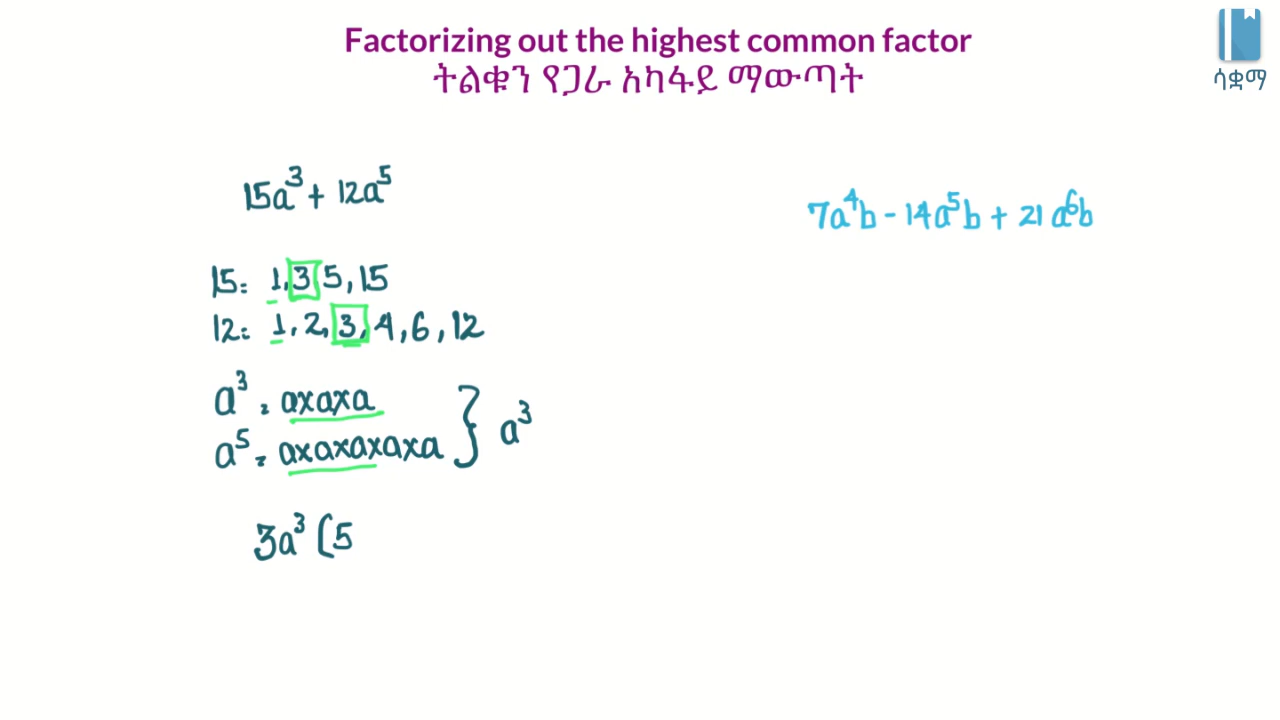 Factorizing out the highest common factor
ትልቁን የጋራ አካፋይ ማውጣት
ሳቋማ
15a³ + 12a⁵
7a⁴b - 14a⁵b + 21a⁶b
15: 1, 3 5, 15
12: 1, 2, 3, 4, 6, 12
a³ = axaxa
a⁵ = axaxaxaxa } a³
3a³ (5